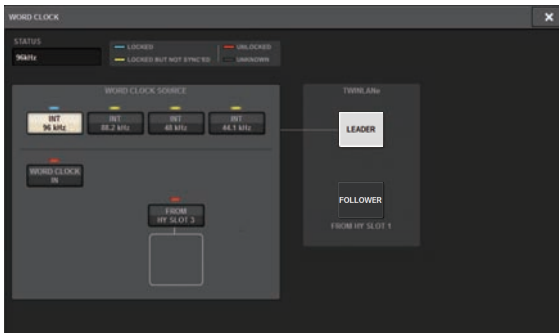 WORD CLOCK
STATUS
96kHz
LOCKED
LOCKED BUT NOT SYNC'ED
UNLOCKED
UNKNOWN
WORD CLOCK SOURCE
INT
96 kHz
INT
88.2 kHz
INT
48 kHz
INT
44.1 kHz
WORD CLOCK
IN
FROM
HY SLOT 3
TWINLANe
LEADER
FOLLOWER
FROM HY SLOT 1